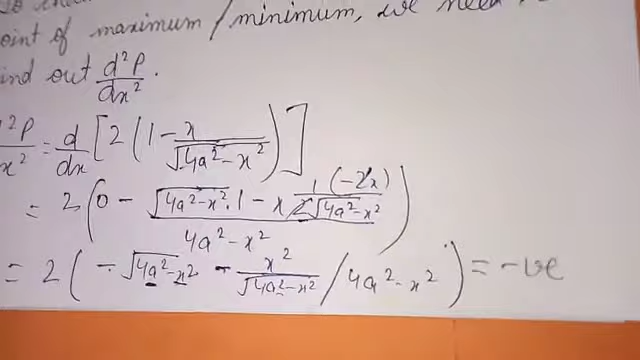 point of maximum / minimum, we need
find out d²P/dx².
d²P/dx² = d/dx [2 (1 - x/√(4a² - x²))]
= 2 (0 - (√(4a² - x²) . 1 - x 1/(2√(4a² - x²)) (-2x))/(4a² - x²))
= 2 ( - √(4a² - x²) - x²/√(4a² - x²) / 4a² - x² ) = -ve